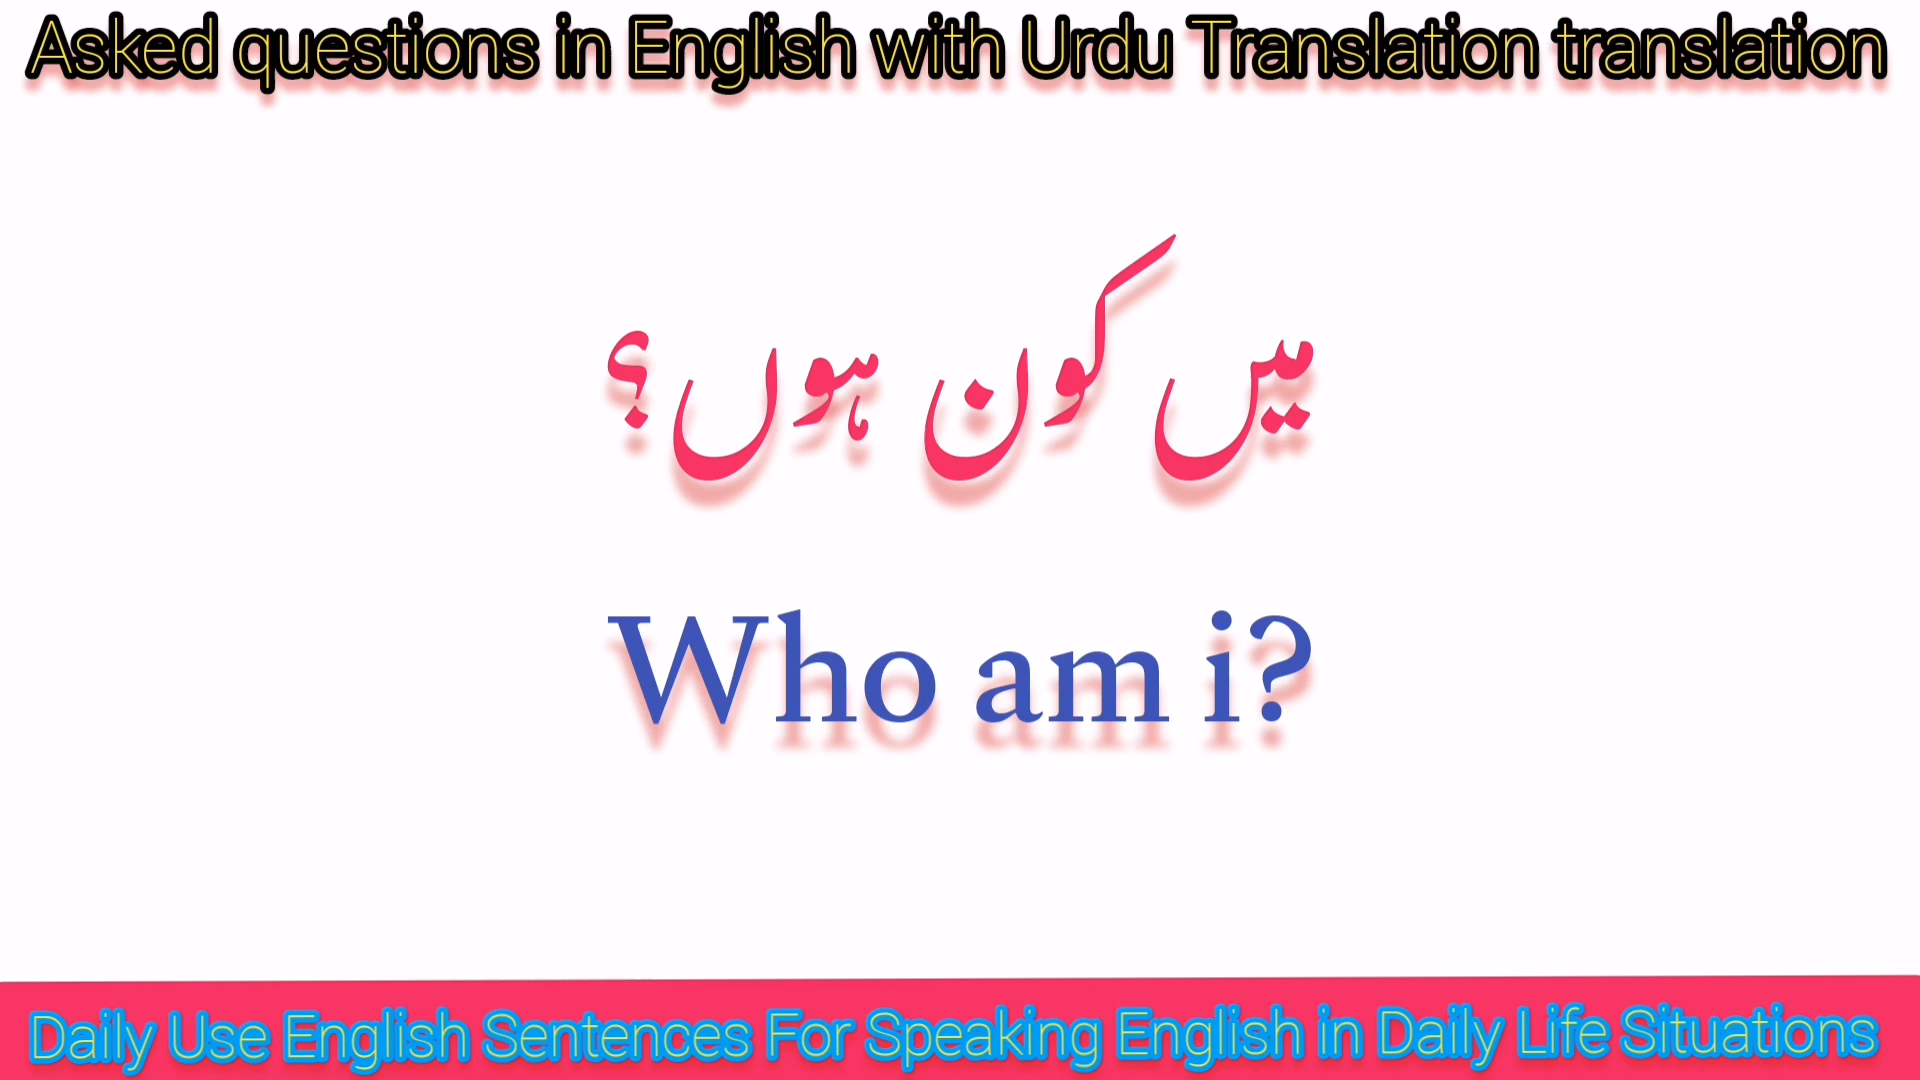 Asked questions in English with Urdu Translation translation
میں کون ہوں ؟
Who am i?
Daily Use English Sentences For Speaking English in Daily Life Situations